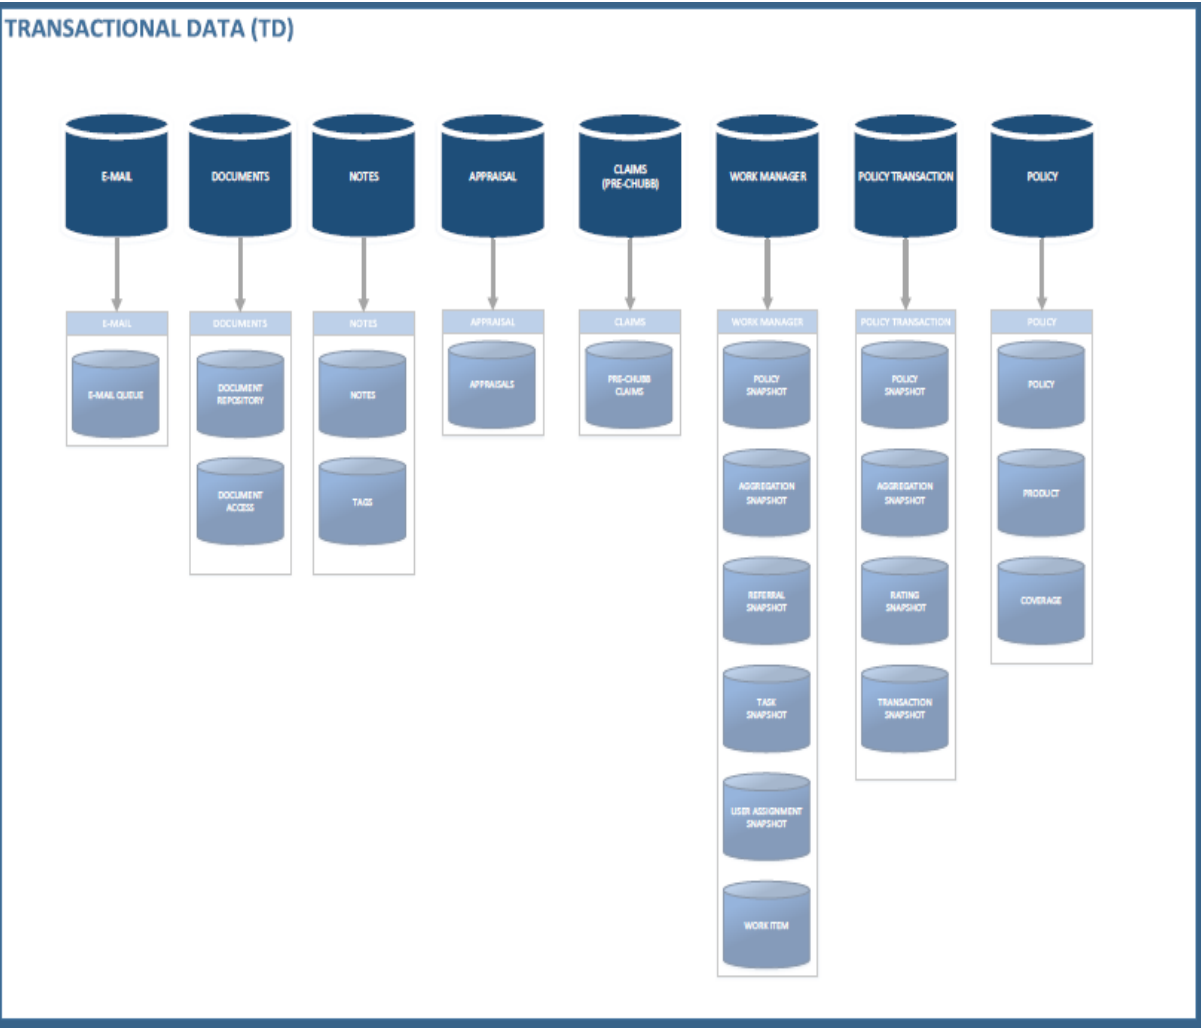 TRANSACTIONAL DATA (TD)
E-MAIL
DOCUMENTS
NOTES
APPRAISAL
CLAIMS
(PRE-CHUBB)
WORK MANAGER
POLICY TRANSACTION
POLICY
E-MAIL
E-MAIL QUEUE
DOCUMENTS
DOCUMENT
REPOSITORY
DOCUMENT
ACCESS
NOTES
NOTES
TAGS
APPRAISAL
APPRAISALS
CLAIMS
PRE-CHUBB
CLAIMS
WORK MANAGER
POLICY
SNAPSHOT
AGGREGATION
SNAPSHOT
REFERRAL
SNAPSHOT
TASK
SNAPSHOT
USER ASSIGNMENT
SNAPSHOT
WORK ITEM
POLICY TRANSACTION
POLICY
SNAPSHOT
AGGREGATION
SNAPSHOT
RATING
SNAPSHOT
TRANSACTION
SNAPSHOT
POLICY
POLICY
PRODUCT
COVERAGE